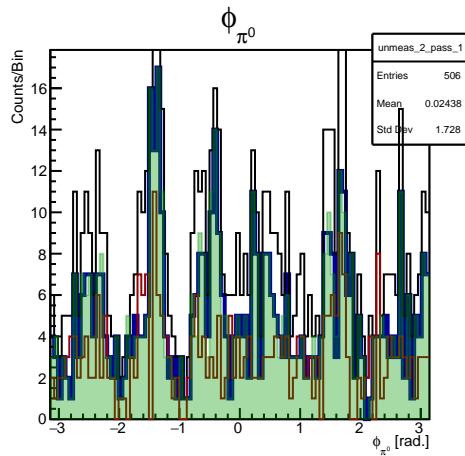 ϕπ⁰
unmeas_2_pass_1
Entries 506
Mean 0.02438
Std Dev 1.728
Counts/Bin
16
14
12
10
8
6
4
2
0
−3 −2 −1 0 1 2 3
ϕπ⁰ [rad.]